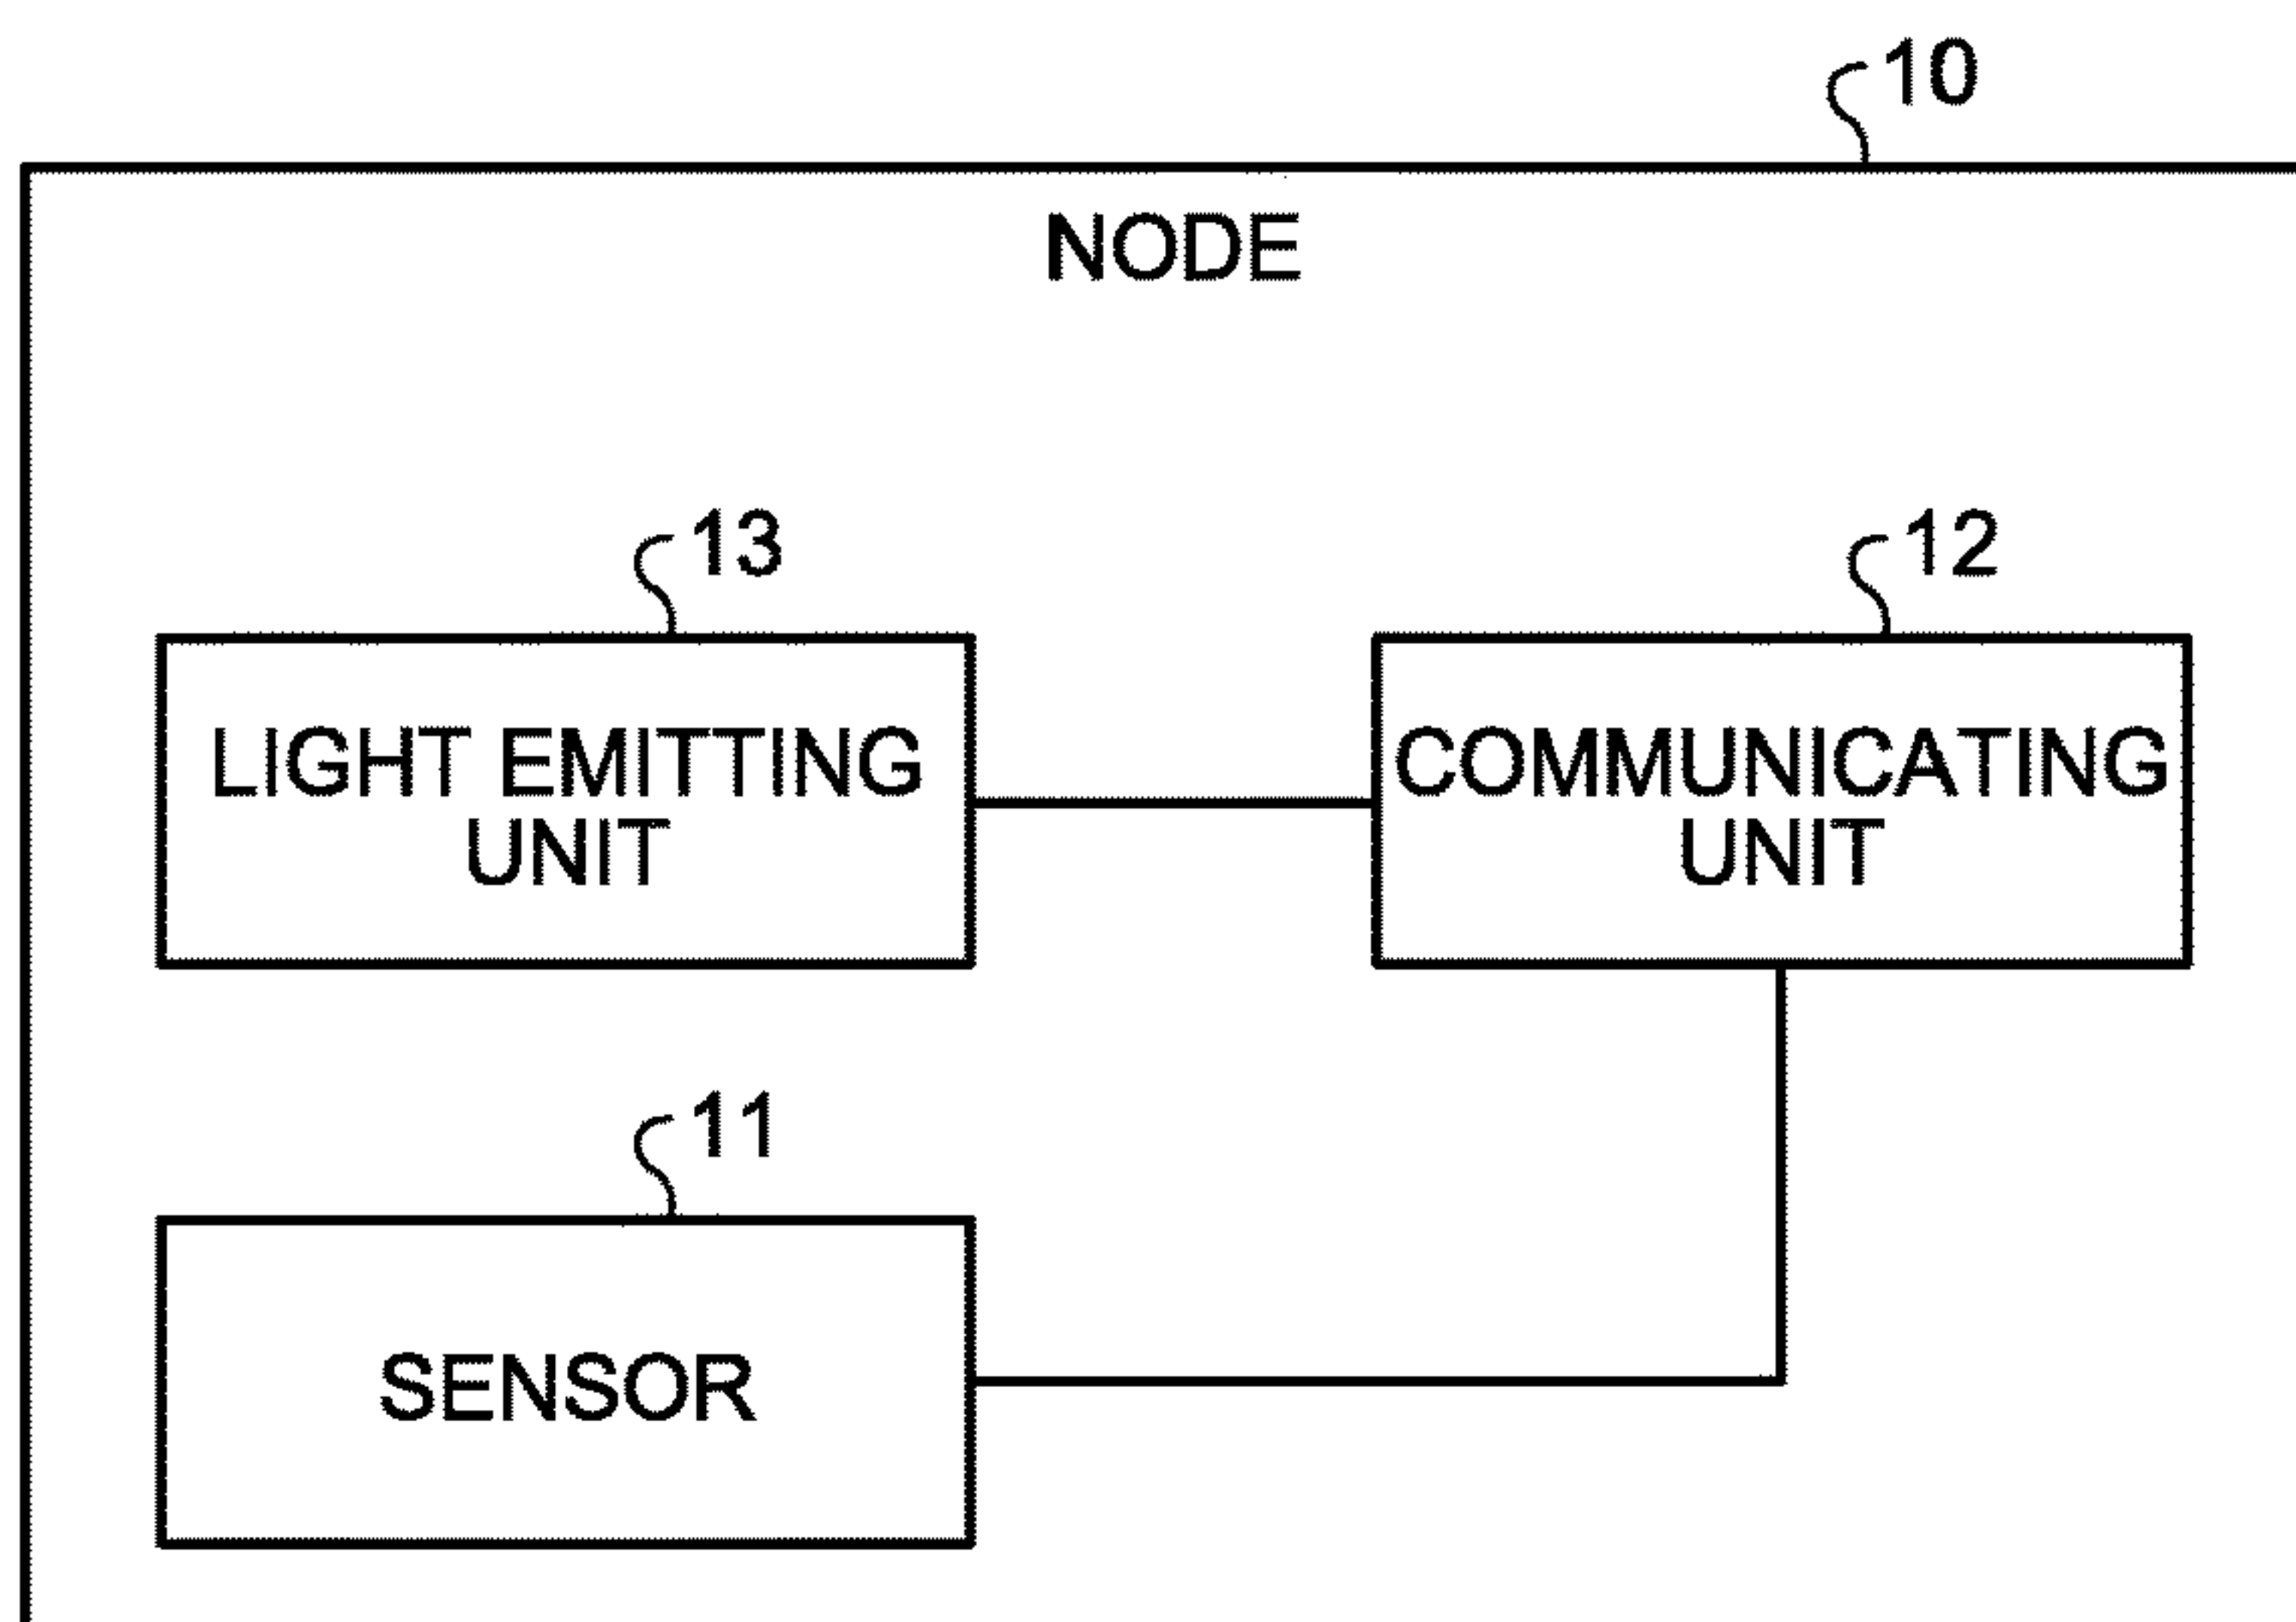 10
NODE
13
12
LIGHT EMITTING
UNIT
COMMUNICATING
UNIT
11
SENSOR